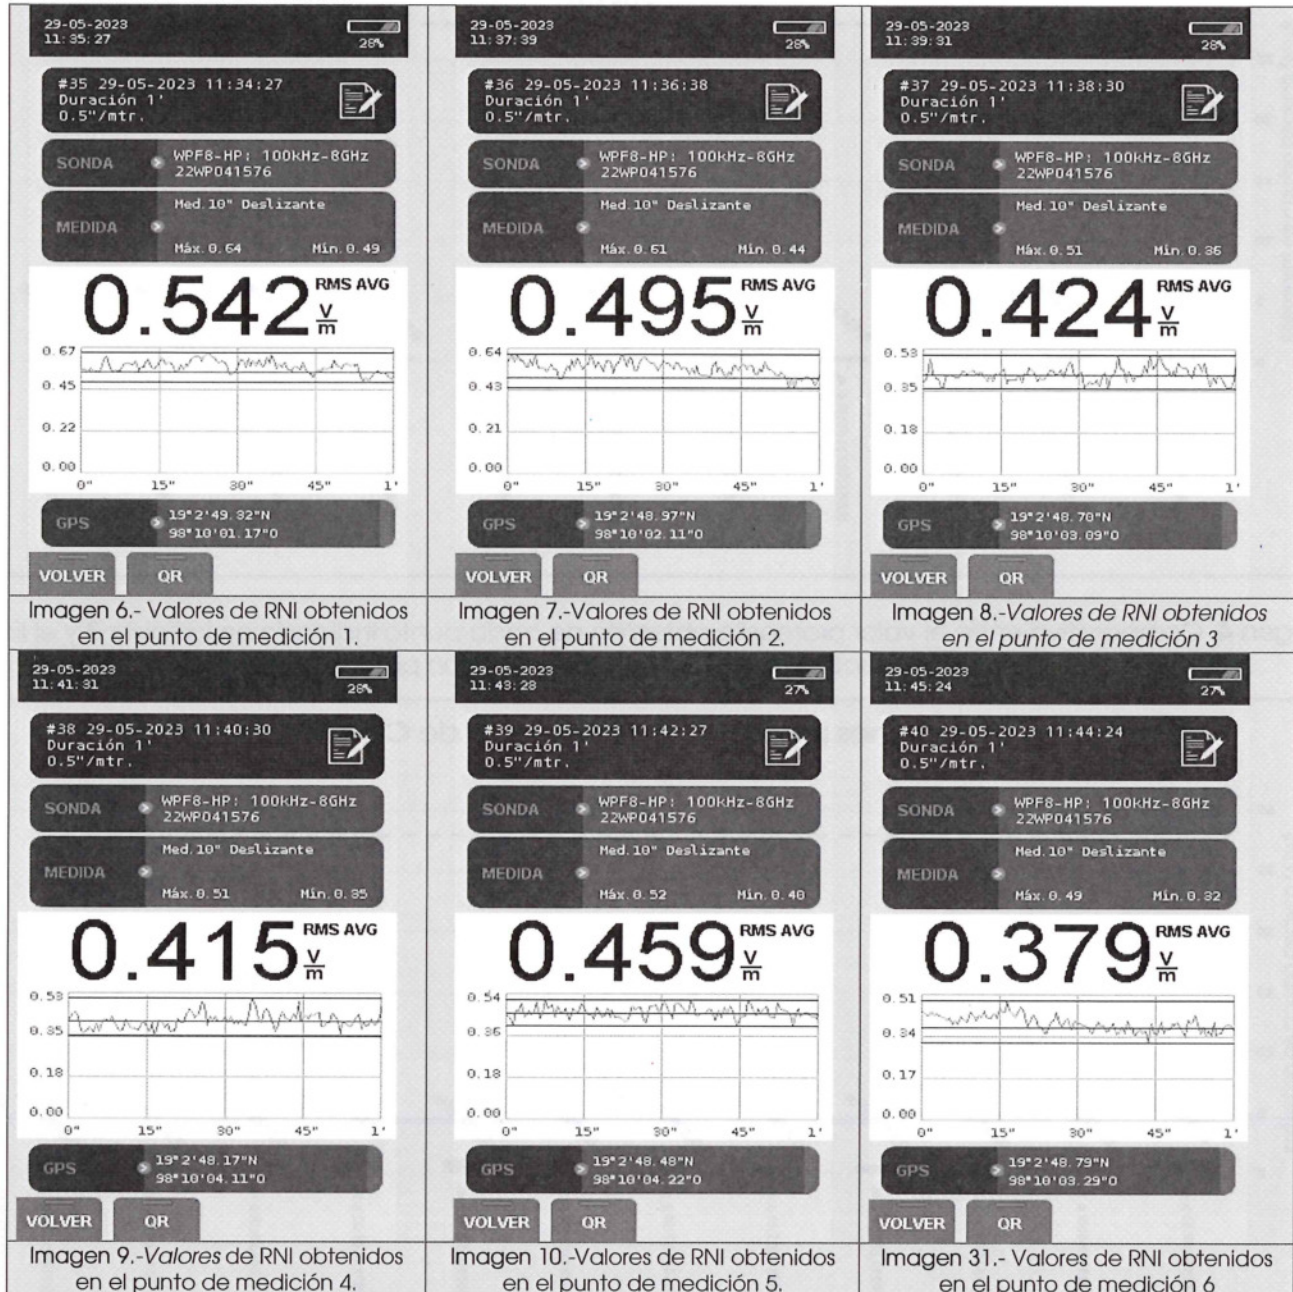 29-05-2023
11:35:27
28%
#35 29-05-2023 11:34:27
Duración 1'
0.5"/mtr.
SONDA
WPF8-HP: 100kHz-8GHz
22WP041576
MEDIDA
Med.10" Deslizante
Máx.0.64 Mín.0.49
0.542 RMS AVG
V/m
0.67
0.45
0.22
0.00
0" 15" 30" 45" 1'
GPS
19°2'49.32"N
98°10'01.17"O
VOLVER QR
Imagen 6.- Valores de RNI obtenidos
en el punto de medición 1.
29-05-2023
11:37:39
28%
#36 29-05-2023 11:36:38
Duración 1'
0.5"/mtr.
SONDA
WPF8-HP: 100kHz-8GHz
22WP041576
MEDIDA
Med.10" Deslizante
Máx.0.61 Mín.0.44
0.495 RMS AVG
V/m
0.64
0.43
0.21
0.00
0" 15" 30" 45" 1'
GPS
19°2'48.97"N
98°10'02.11"O
VOLVER QR
Imagen 7.-Valores de RNI obtenidos
en el punto de medición 2.
29-05-2023
11:39:31
28%
#37 29-05-2023 11:38:30
Duración 1'
0.5"/mtr.
SONDA
WPF8-HP: 100kHz-8GHz
22WP041576
MEDIDA
Med.10" Deslizante
Máx.0.51 Mín.0.36
0.424 RMS AVG
V/m
0.53
0.35
0.18
0.00
0" 15" 30" 45" 1'
GPS
19°2'48.70"N
98°10'03.09"O
VOLVER QR
Imagen 8.-Valores de RNI obtenidos
en el punto de medición 3
29-05-2023
11:41:31
28%
#38 29-05-2023 11:40:30
Duración 1'
0.5"/mtr.
SONDA
WPF8-HP: 100kHz-8GHz
22WP041576
MEDIDA
Med.10" Deslizante
Máx.0.51 Mín.0.35
0.415 RMS AVG
V/m
0.53
0.35
0.18
0.00
0" 15" 30" 45" 1'
GPS
19°2'48.17"N
98°10'04.11"O
VOLVER QR
Imagen 9.-Valores de RNI obtenidos
en el punto de medición 4.
29-05-2023
11:43:28
27%
#39 29-05-2023 11:42:27
Duración 1'
0.5"/mtr.
SONDA
WPF8-HP: 100kHz-8GHz
22WP041576
MEDIDA
Med.10" Deslizante
Máx.0.52 Mín.0.40
0.459 RMS AVG
V/m
0.54
0.36
0.18
0.00
0" 15" 30" 45" 1'
GPS
19°2'48.48"N
98°10'04.22"O
VOLVER QR
Imagen 10.-Valores de RNI obtenidos
en el punto de medición 5.
29-05-2023
11:45:24
27%
#40 29-05-2023 11:44:24
Duración 1'
0.5"/mtr.
SONDA
WPF8-HP: 100kHz-8GHz
22WP041576
MEDIDA
Med.10" Deslizante
Máx.0.49 Mín.0.32
0.379 RMS AVG
V/m
0.51
0.34
0.17
0.00
0" 15" 30" 45" 1'
GPS
19°2'48.79"N
98°10'03.29"O
VOLVER QR
Imagen 31.- Valores de RNI obtenidos
en el punto de medición 6